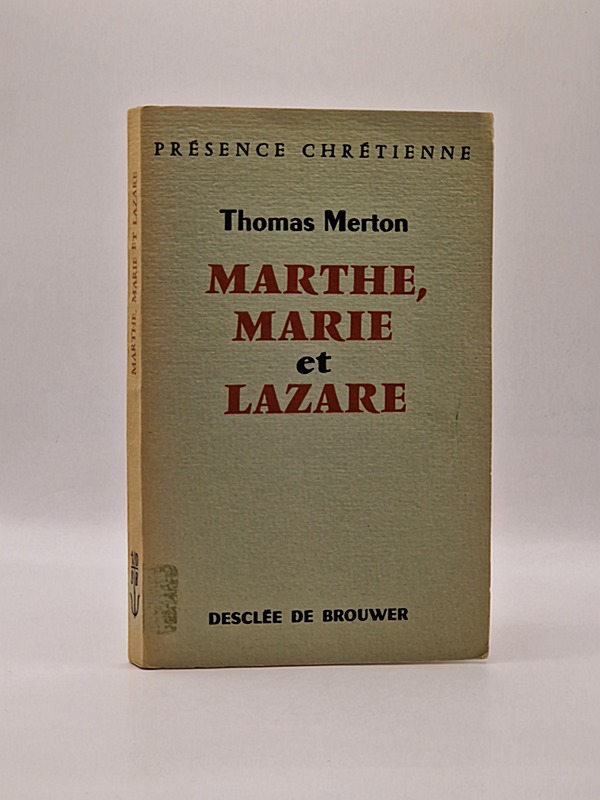 PRÉSENCE CHRÉTIENNE
Thomas Merton
MARTHE,
MARIE
et
LAZARE
DESCLÉE DE BROUWER
MARTHE, MARIE ET LAZARE